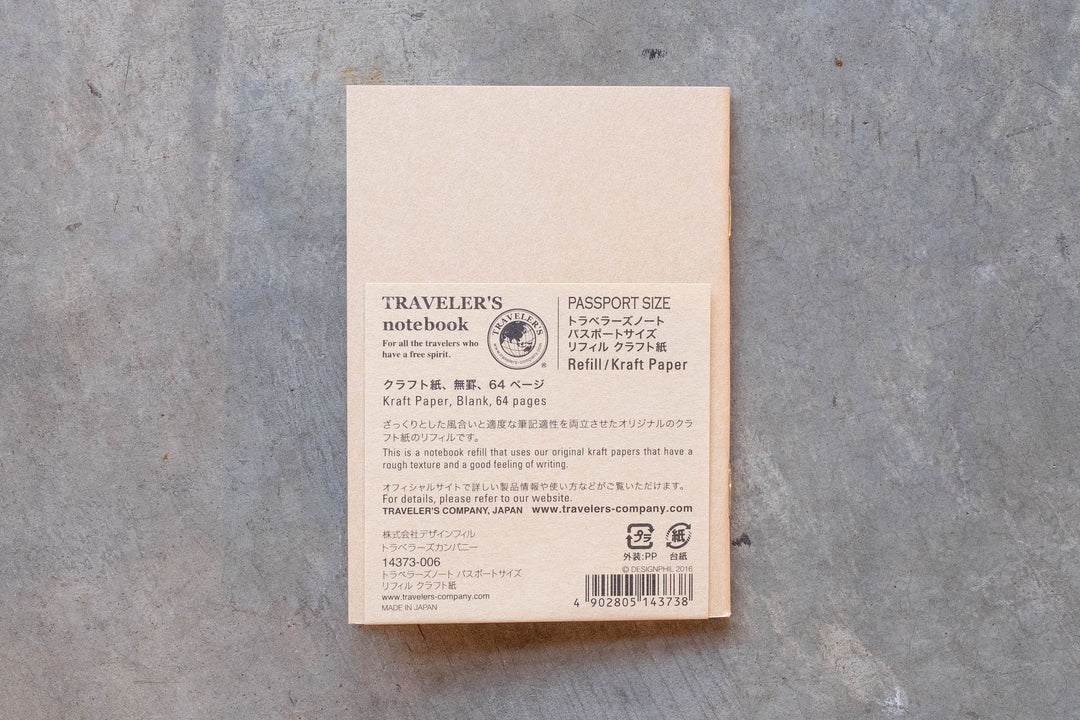 TRAVELER'S
notebook
For all the travelers who
have a free spirit.
TRAVELER'S
www.travelers-company.com
®
PASSPORT SIZE
トラベラーズノート
パスポートサイズ
リフィル クラフト紙
Refill/Kraft Paper
クラフト紙、無罫、64 ページ
Kraft Paper, Blank, 64 pages
ざっくりとした風合いと適度な筆記適性を両立させたオリジナルのクラ
フト紙のリフィルです。
This is a notebook refill that uses our original kraft papers that have a
rough texture and a good feeling of writing.
オフィシャルサイトで詳しい製品情報や使い方などがご覧いただけます。
For details, please refer to our website.
TRAVELER'S COMPANY, JAPAN www.travelers-company.com
株式会社デザインフィル
トラベラーズカンパニー
14373-006
トラベラーズノート パスポートサイズ
リフィル クラフト紙
www.travelers-company.com
MADE IN JAPAN
プラ 紙
外装:PP 台紙
© DESIGNPHIL 2016
4 902805 143738